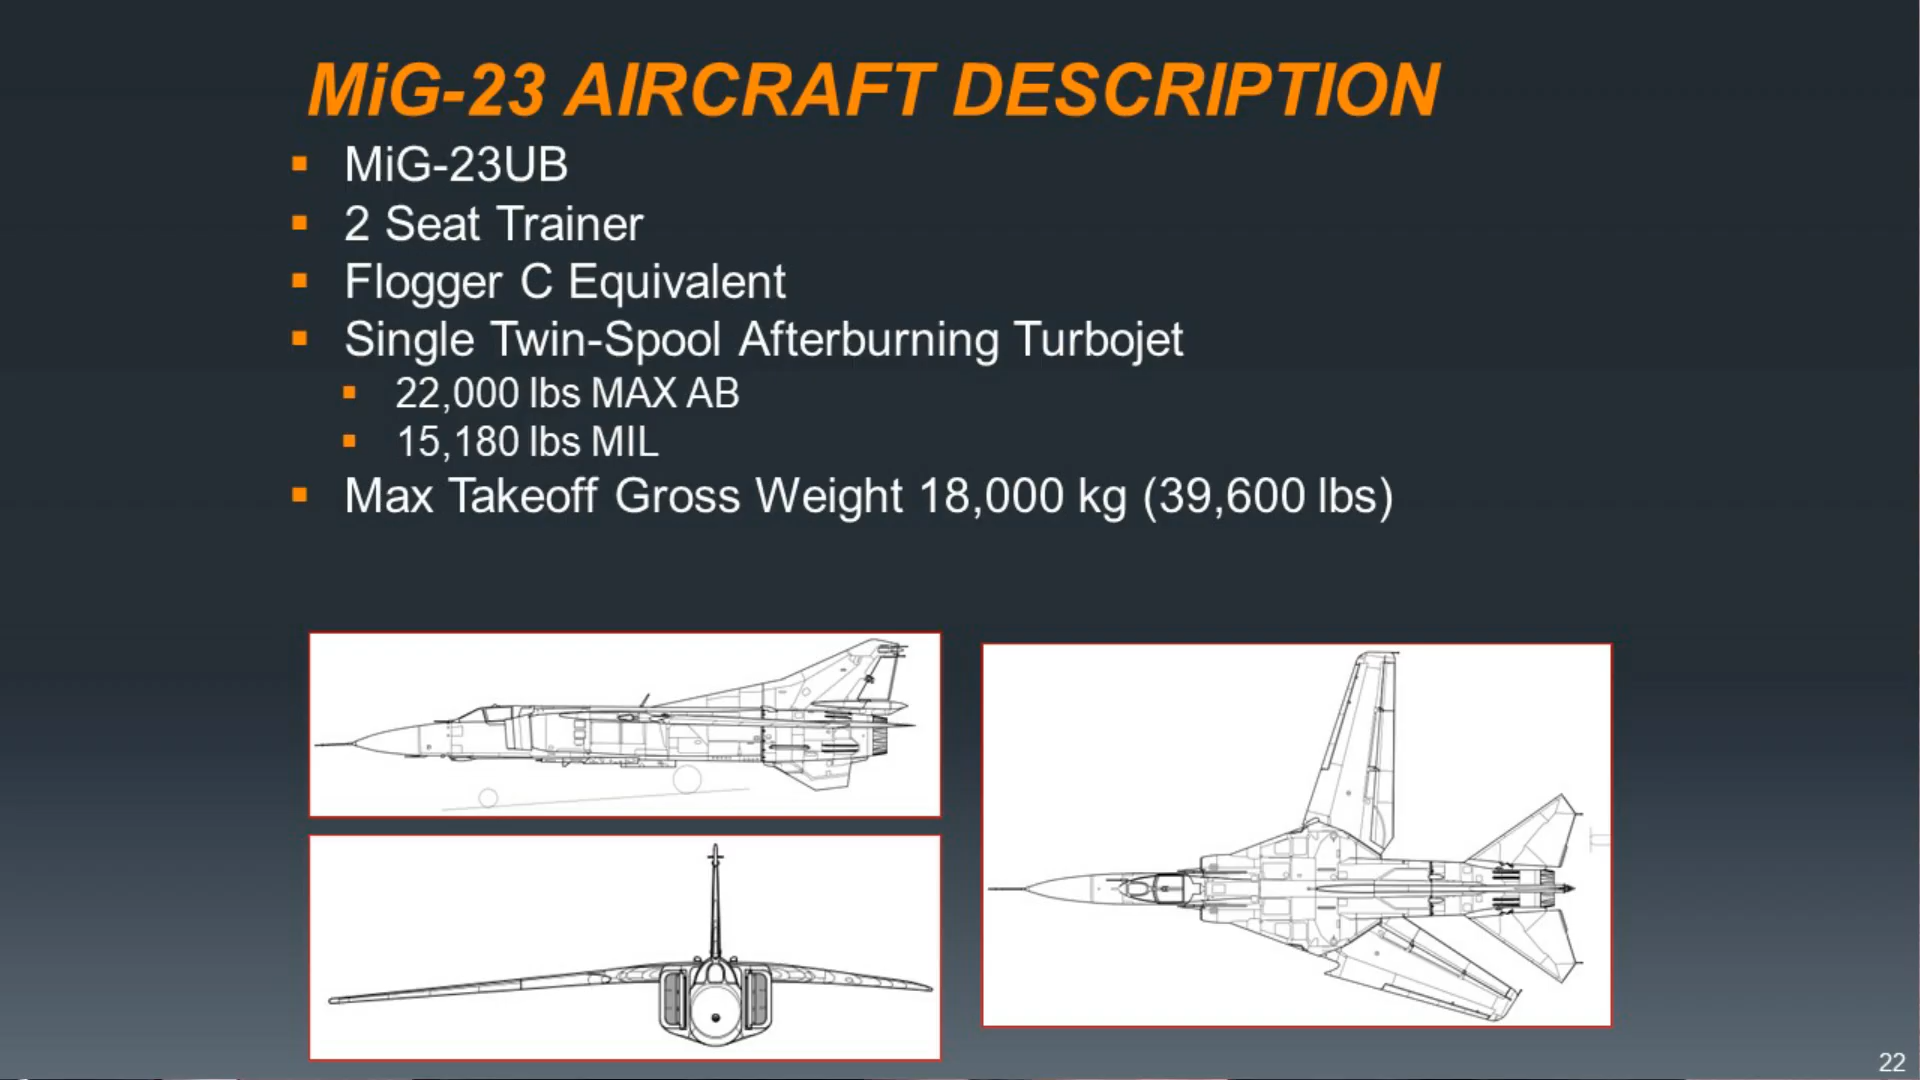 MiG-23 AIRCRAFT DESCRIPTION
MiG-23UB
2 Seat Trainer
Flogger C Equivalent
Single Twin-Spool Afterburning Turbojet
22,000 lbs MAX AB
15,180 lbs MIL
Max Takeoff Gross Weight 18,000 kg (39,600 lbs)
22